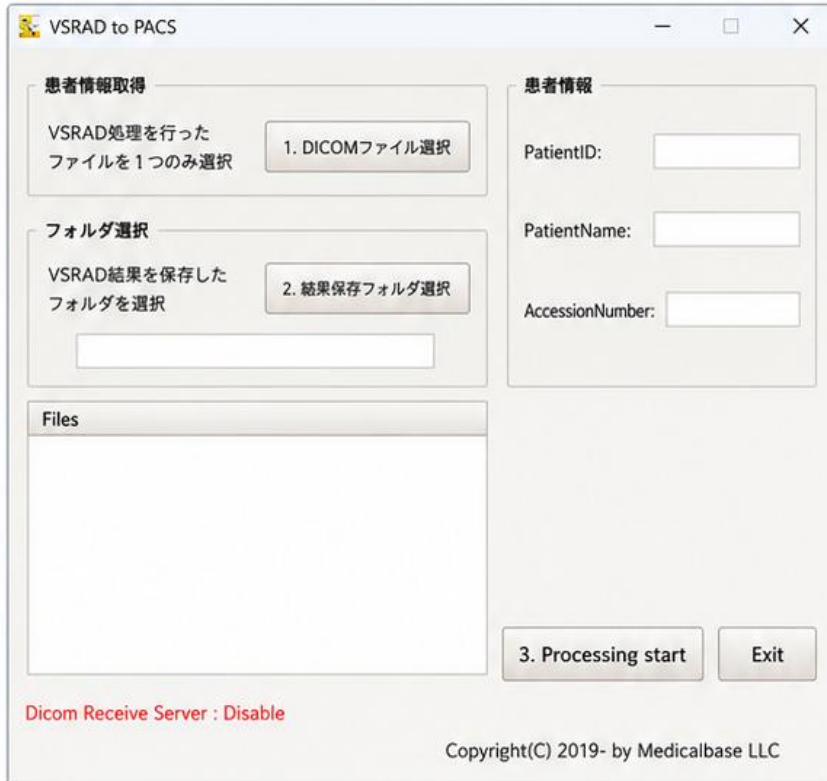 VSRAD to PACS
患者情報取得
VSRAD処理を行った
ファイルを1つのみ選択
1. DICOMファイル選択
フォルダ選択
VSRAD結果を保存した
フォルダを選択
2. 結果保存フォルダ選択
患者情報
PatientID:
PatientName:
AccessionNumber:
Files
3. Processing start
Exit
Dicom Receive Server : Disable
Copyright(C) 2019- by Medicalbase LLC